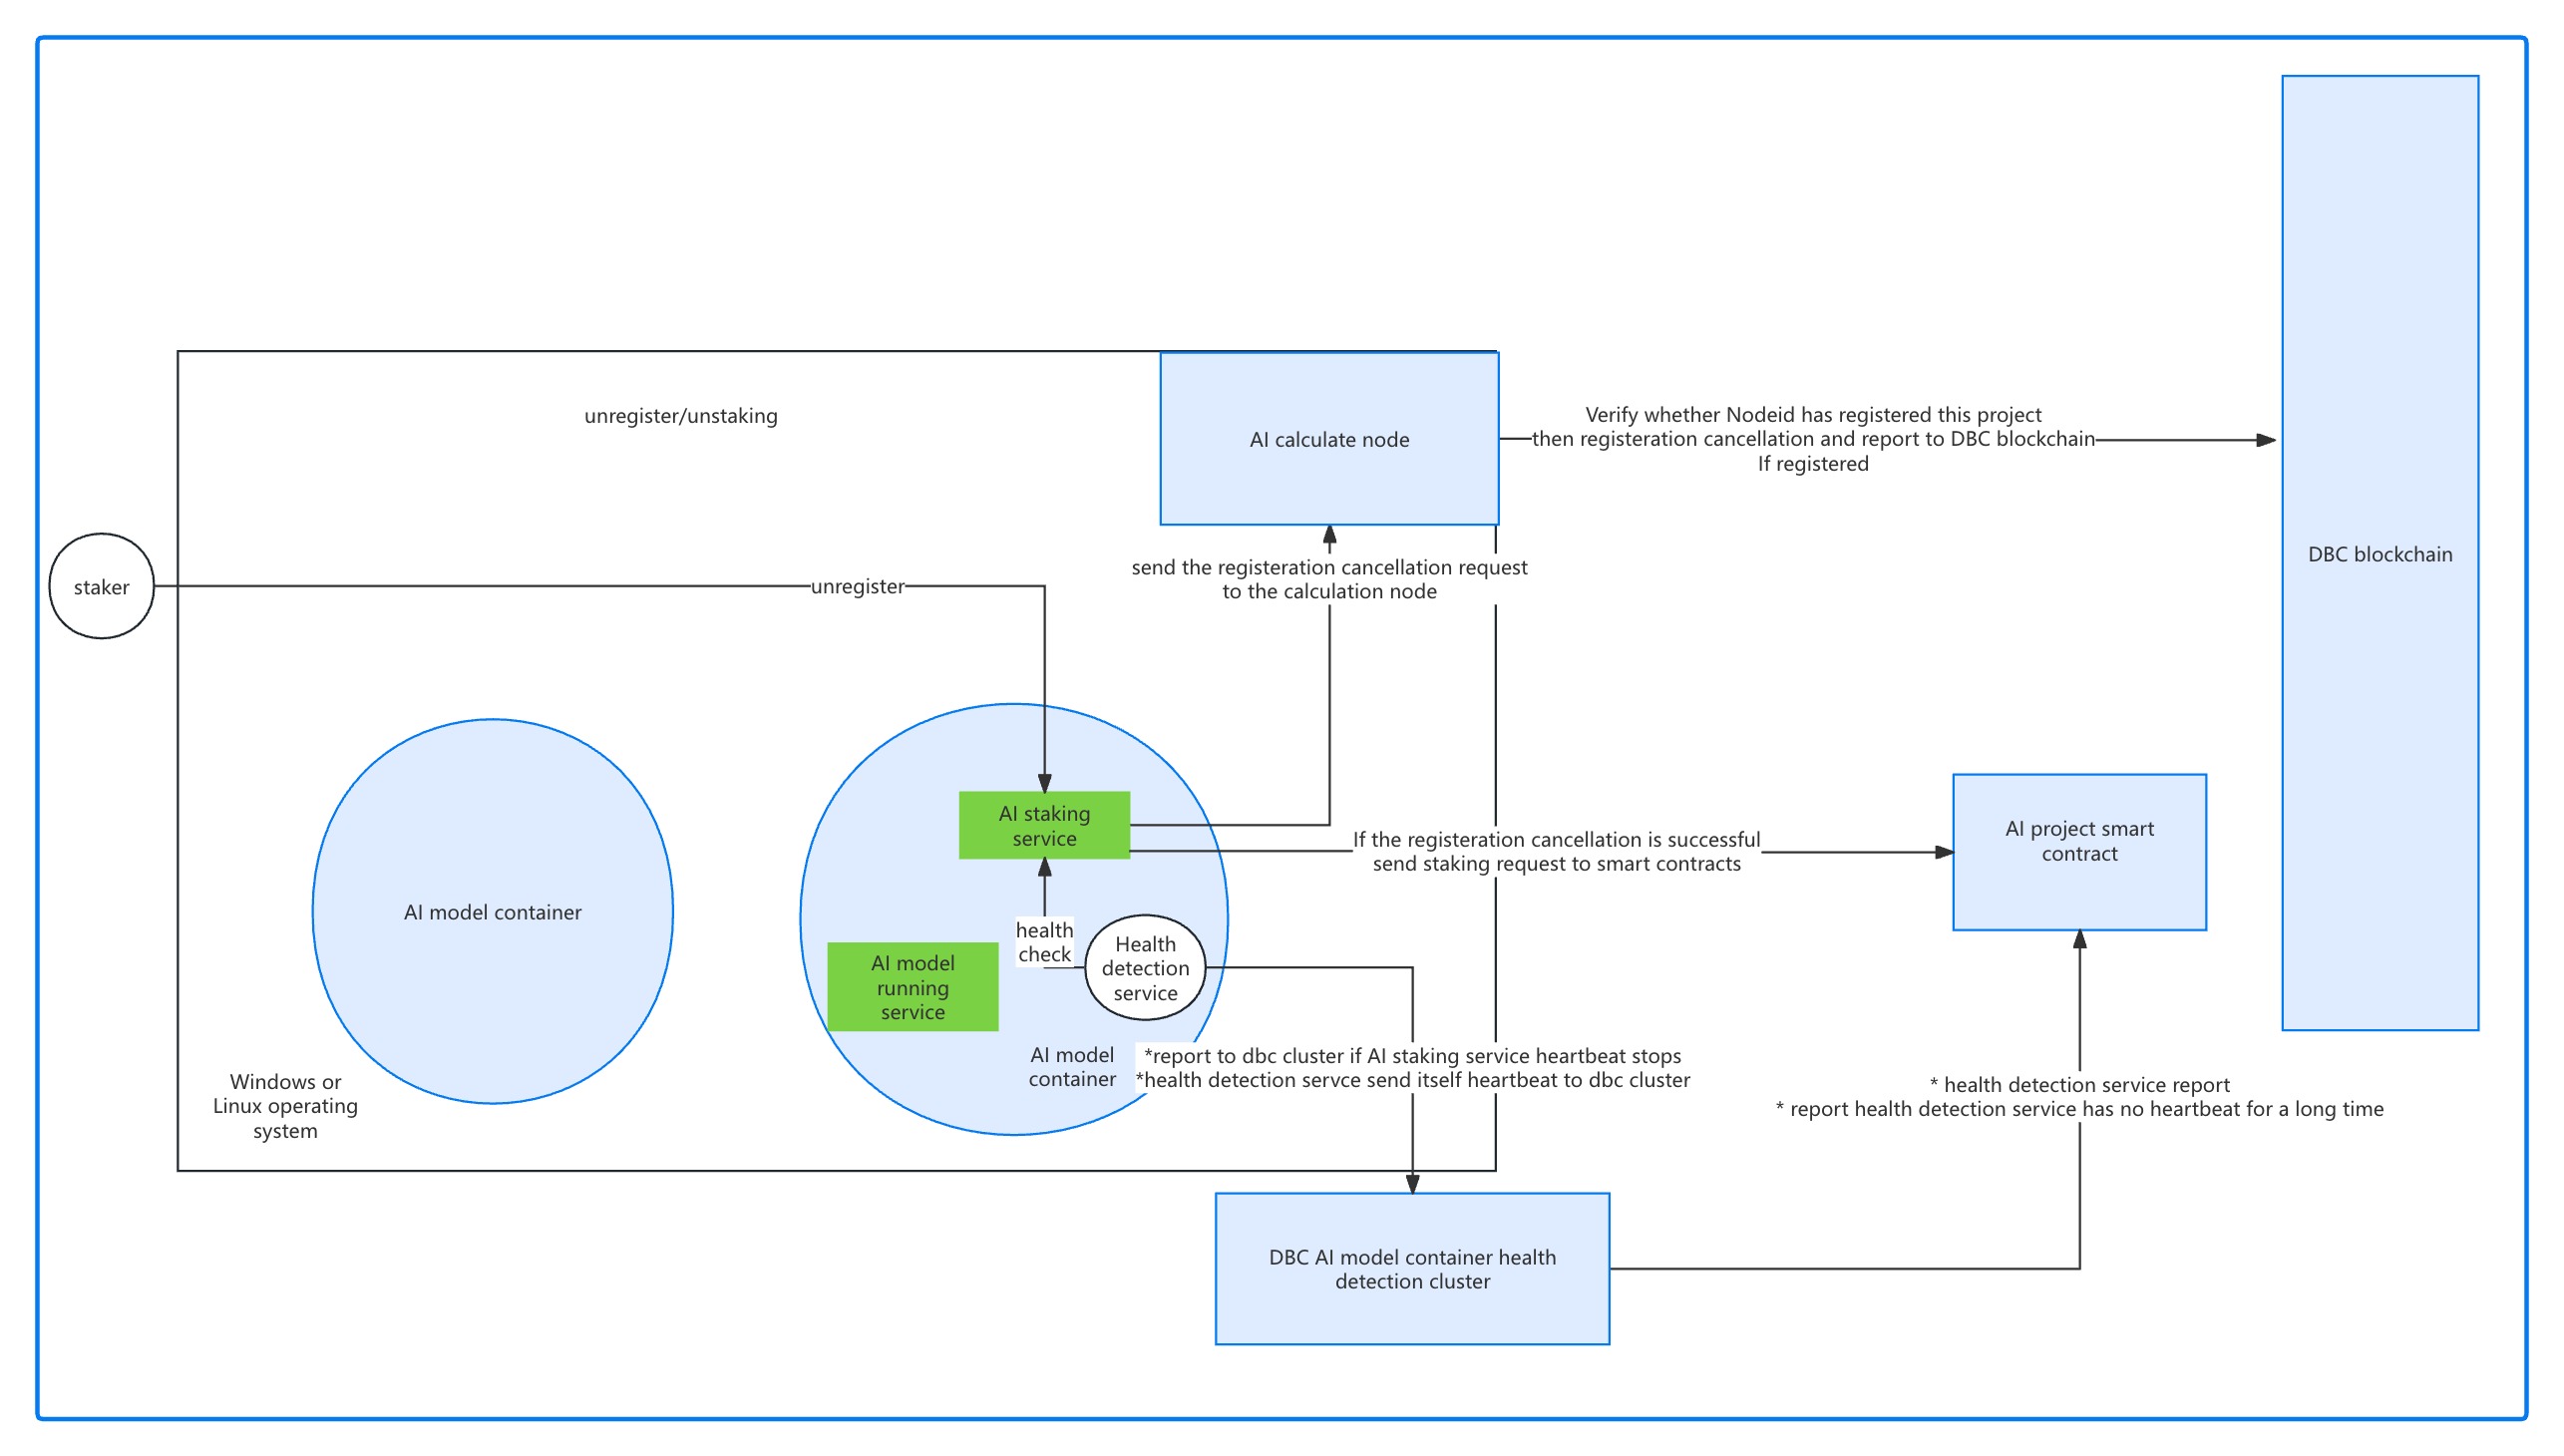 unregister/unstaking
AI calculate node
Verify whether Nodeid has registered this project
then registeration cancellation and report to DBC blockchain
If registered
DBC blockchain
staker
unregister
send the registeration cancellation request
to the calculation node
AI staking
service
If the registeration cancellation is successful
send staking request to smart contracts
AI project smart
contract
AI model container
health
check
Health
detection
service
AI model
running
service
AI model
container
*report to dbc cluster if AI staking service heartbeat stops
*health detection servce send itself heartbeat to dbc cluster
Windows or
Linux operating
system
* health detection service report
* report health detection service has no heartbeat for a long time
DBC AI model container health
detection cluster